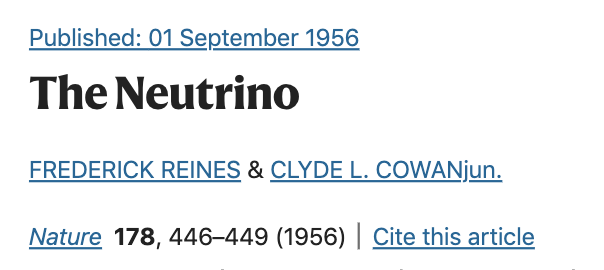 Published: 01 September 1956
The Neutrino
FREDERICK REINES & CLYDE L. COWANjun.
Nature 178, 446–449 (1956) | Cite this article